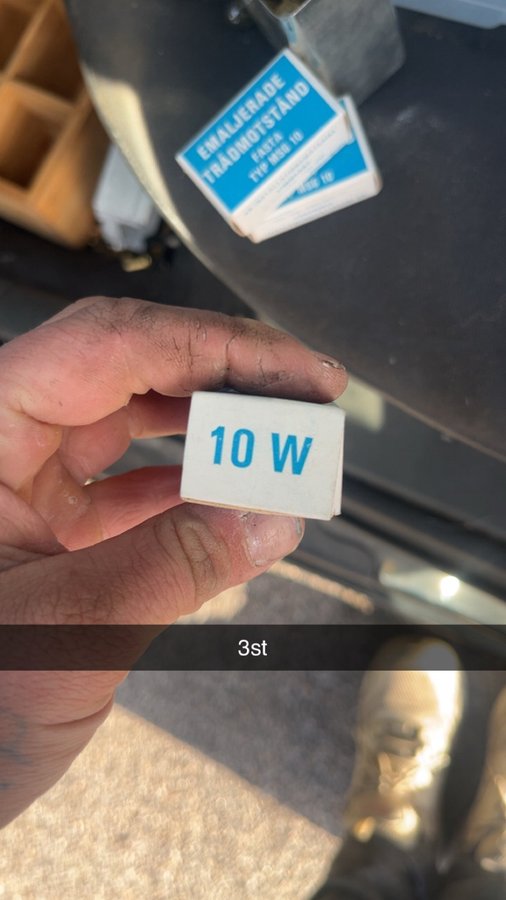 EMALJERADE
TRÅDMOTSTÅND
FASTA
TYP MSG 10
MSG 10
10 W
3st